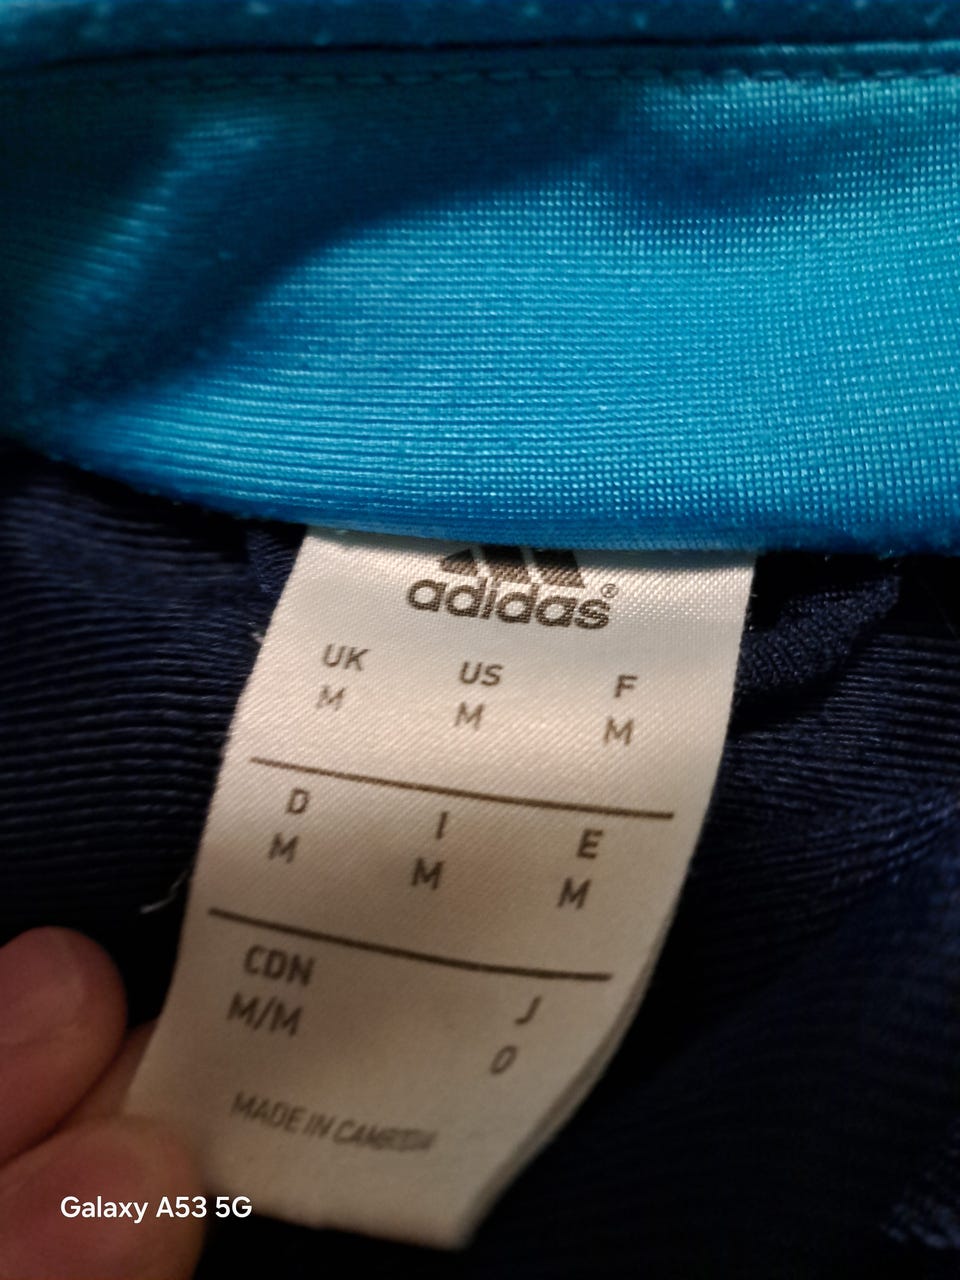 adidas®
UK US F
M M M
D I E
M M M
CDN J
M/M O
MADE IN CAMBODIA
Galaxy A53 5G